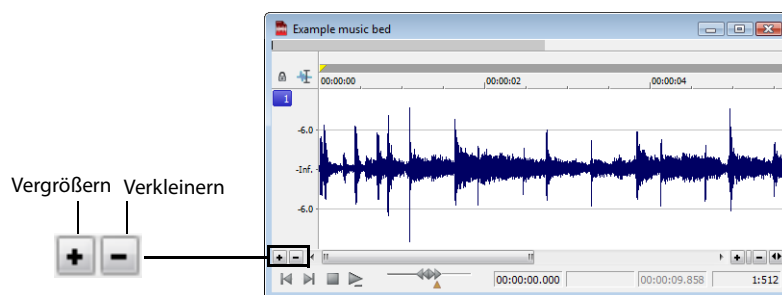 Example music bed
00:00:00 ,00:00:02 ,00:00:04
1
-6.0
-Inf.
-6.0
Vergrößern Verkleinern
+ −
+ − + −
00:00:00.000 00:00:09.858 1:512